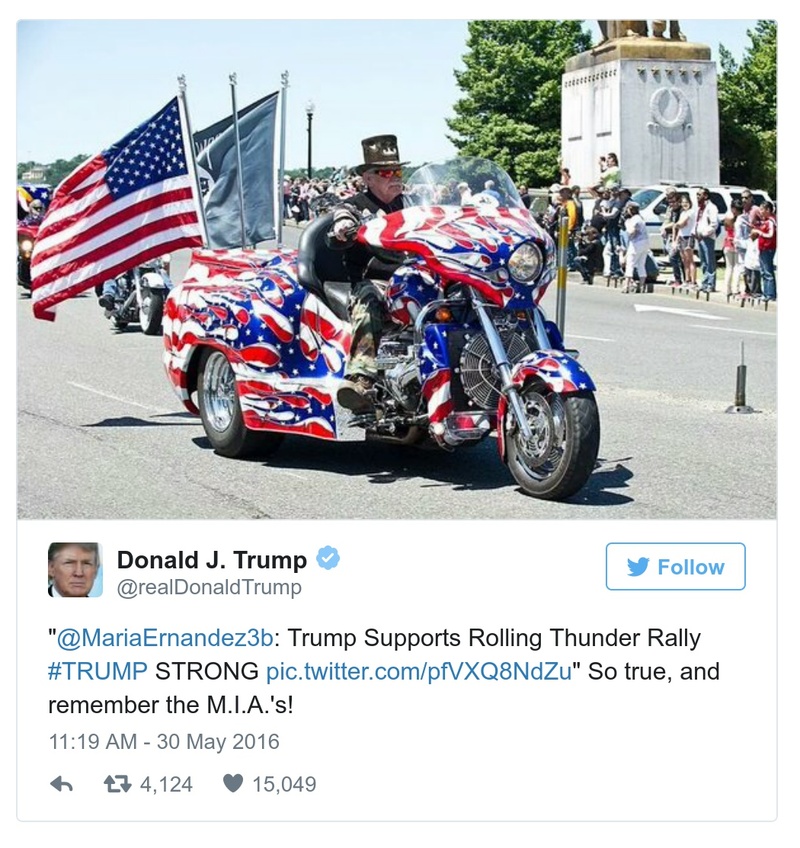 Donald J. Trump
@realDonaldTrump
Follow
"@MariaErnandez3b: Trump Supports Rolling Thunder Rally
#TRUMP STRONG pic.twitter.com/pfVXQ8NdZu" So true, and
remember the M.I.A.'s!
11:19 AM - 30 May 2016
4,124 15,049